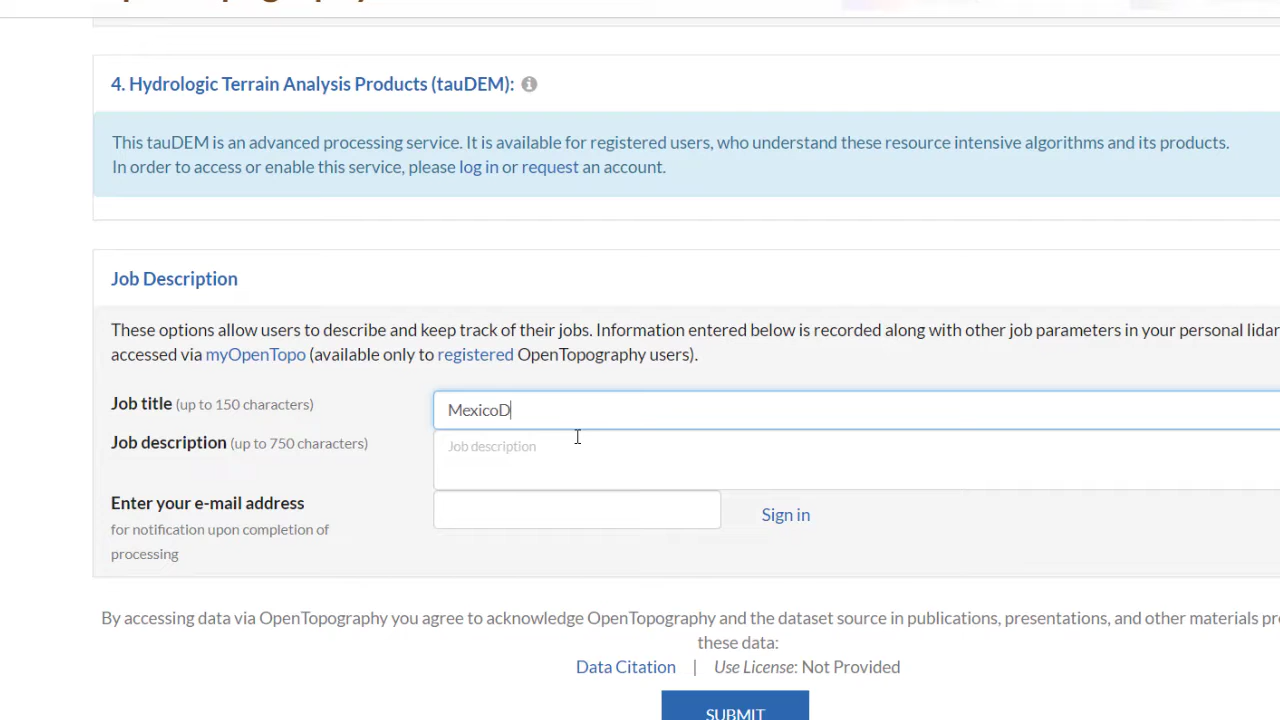 4. Hydrologic Terrain Analysis Products (tauDEM):
This tauDEM is an advanced processing service. It is available for registered users, who understand these resource intensive algorithms and its products.
In order to access or enable this service, please log in or request an account.
Job Description
These options allow users to describe and keep track of their jobs. Information entered below is recorded along with other job parameters in your personal lidar
accessed via myOpenTopo (available only to registered OpenTopography users).
Job title (up to 150 characters)
MexicoD
Job description (up to 750 characters)
Job description
Enter your e-mail address
for notification upon completion of
processing
Sign in
By accessing data via OpenTopography you agree to acknowledge OpenTopography and the dataset source in publications, presentations, and other materials pr
these data:
Data Citation | Use License: Not Provided
SUBMIT